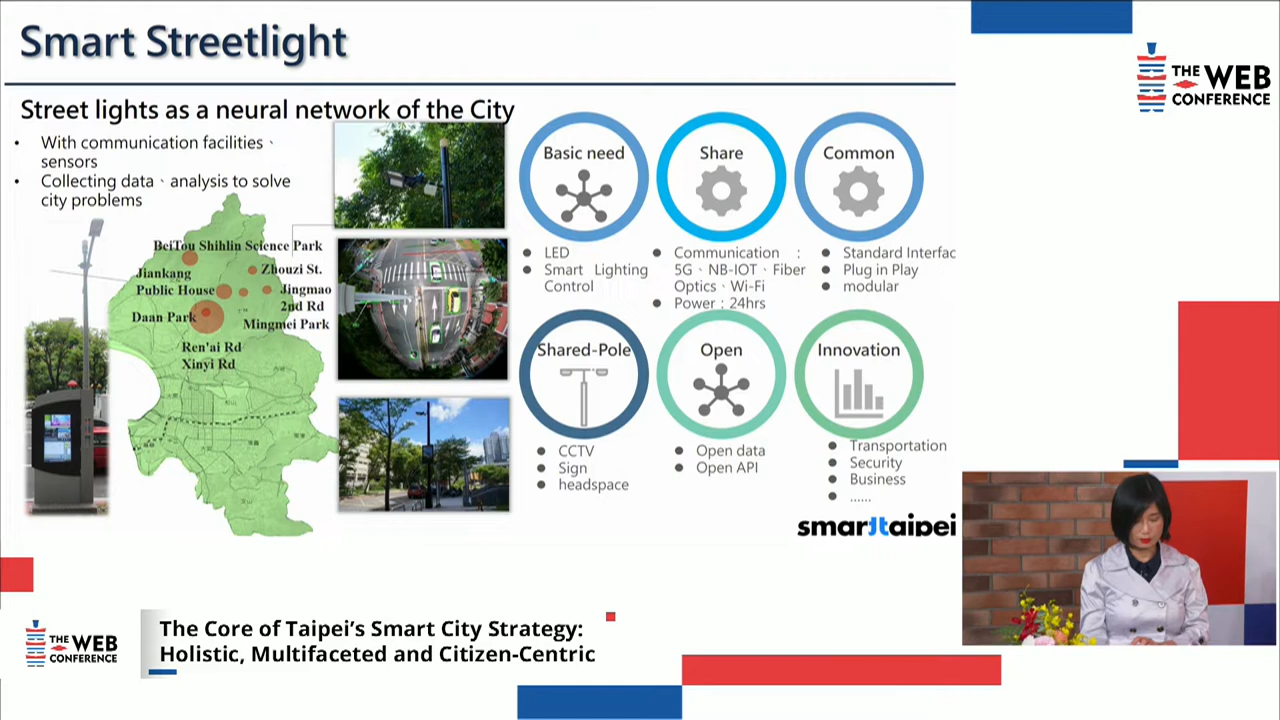 Smart Streetlight
THE WEB
CONFERENCE
Street lights as a neural network of the City
• With communication facilities、
sensors
• Collecting data、analysis to solve
city problems
BeiTou Shihlin Science Park
Jiankang
Public House
Zhouzi St.
Jingmao
2nd Rd
Daan Park
Mingmei Park
Ren'ai Rd
Xinyi Rd
Basic need
● LED
● Smart Lighting
Control
Share
● Communication :
5G、NB-IOT、Fiber
Optics、Wi-Fi
● Power : 24hrs
Common
● Standard Interfac
● Plug in Play
● modular
Shared-Pole
● CCTV
● Sign
● headspace
Open
● Open data
● Open API
Innovation
● Transportation
● Security
● Business
● ......
smarttaipei
THE WEB
CONFERENCE
The Core of Taipei’s Smart City Strategy:
Holistic, Multifaceted and Citizen-Centric